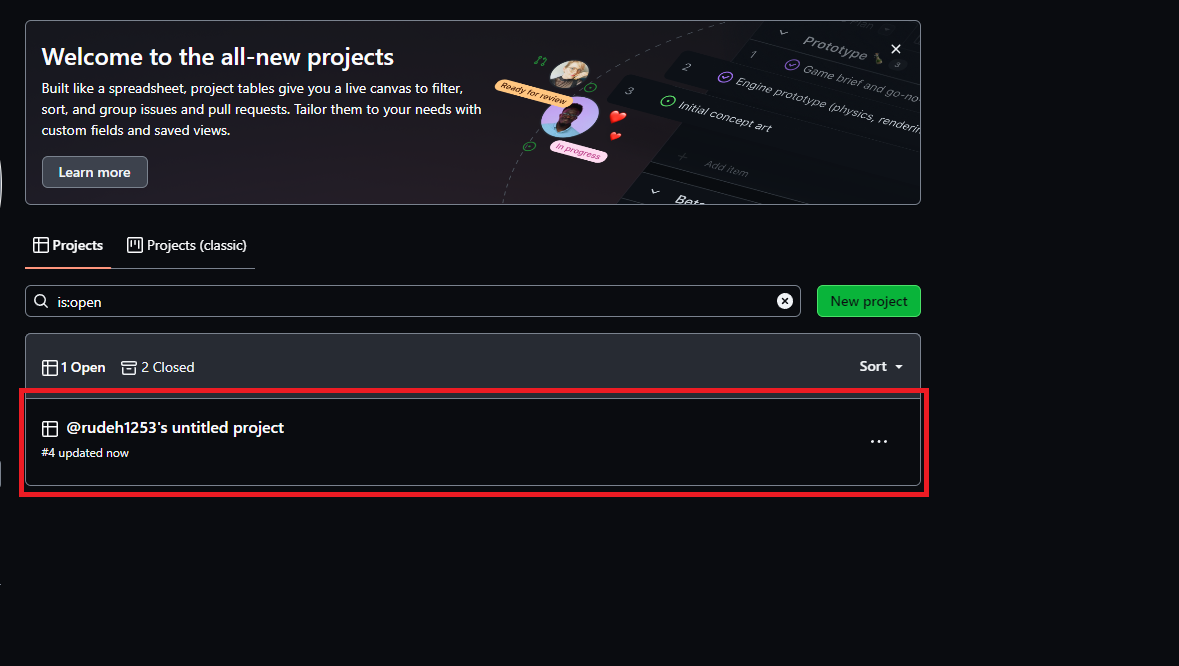 Welcome to the all-new projects
Built like a spreadsheet, project tables give you a live canvas to filter,
sort, and group issues and pull requests. Tailor them to your needs with
custom fields and saved views.
Learn more
Ready for review
In progress
Prototype 3
1 Game brief and go-no
2 Engine prototype (physics, renderin
3 Initial concept art
Add item
Beta
Projects Projects (classic)
is:open
New project
1 Open 2 Closed
Sort
@rudeh1253's untitled project
#4 updated now